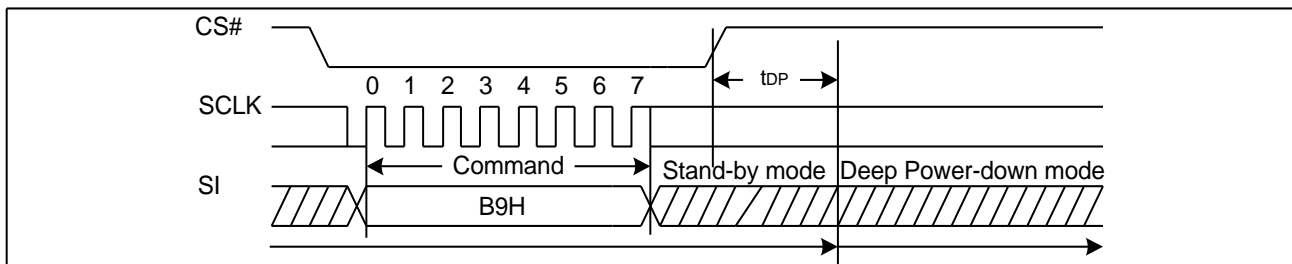 CS#
tDP
0 1 2 3 4 5 6 7
SCLK
Command
Stand-by mode Deep Power-down mode
SI
B9H